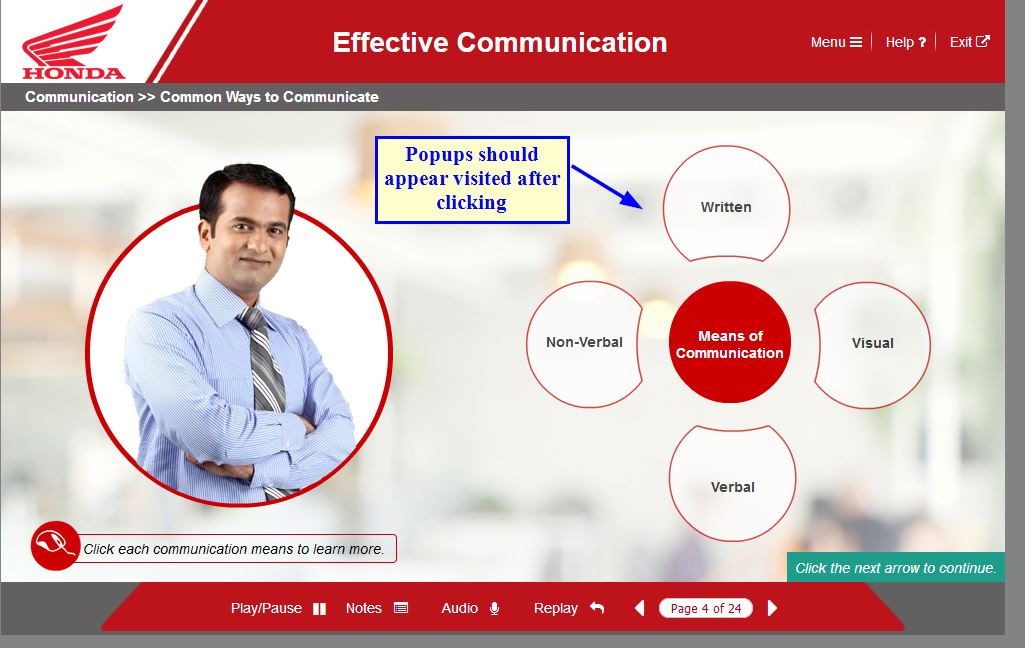 HONDA
Effective Communication
Menu
Help ?
Exit
Communication >> Common Ways to Communicate
Popups should
appear visited after
clicking
Written
Non-Verbal
Means of
Communication
Visual
Verbal
Click each communication means to learn more.
Click the next arrow to continue.
Play/Pause
Notes
Audio
Replay
Page 4 of 24